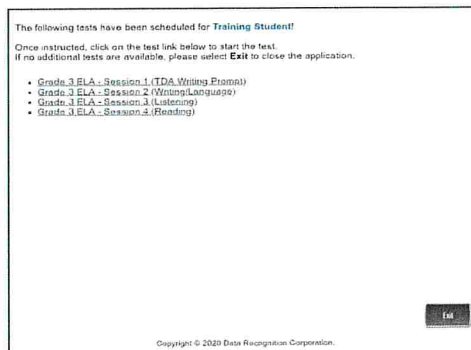 The following tests have been scheduled for Training Student!
Once instructed, click on the test link below to start the test.
If no additional tests are available, please select Exit to close the application.
• Grade 3 ELA - Session 1 (TDA Writing Prompt)
• Grade 3 ELA - Session 2 (Writing/Language)
• Grade 3 ELA - Session 3 (Listening)
• Grade 3 ELA - Session 4 (Reading)
Exit
Copyright © 2020 Data Recognition Corporation.